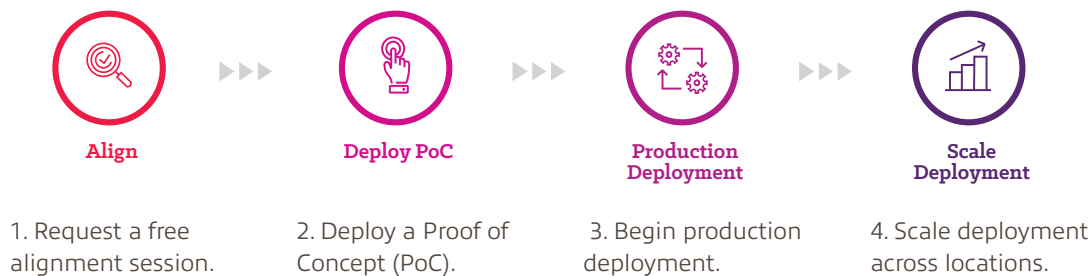 Align
Deploy PoC
Production
Deployment
Scale
Deployment
1. Request a free
alignment session.
2. Deploy a Proof of
Concept (PoC).
3. Begin production
deployment.
4. Scale deployment
across locations.